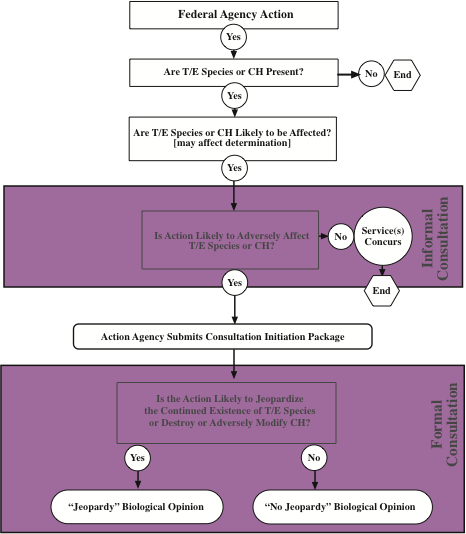 Federal Agency Action
Yes
Are T/E Species or CH Present?
No
End
Yes
Are T/E Species or CH Likely to be Affected?
[may affect determination]
Yes
Informal
Consultation
Is Action Likely to Adversely Affect
T/E Species or CH?
No
Service(s)
Concurs
End
Yes
Action Agency Submits Consultation Initiation Package
Formal
Consultation
Is the Action Likely to Jeopardize
the Continued Existence of T/E Species
or Destroy or Adversely Modify CH?
Yes
No
“Jeopardy” Biological Opinion
“No Jeopardy” Biological Opinion